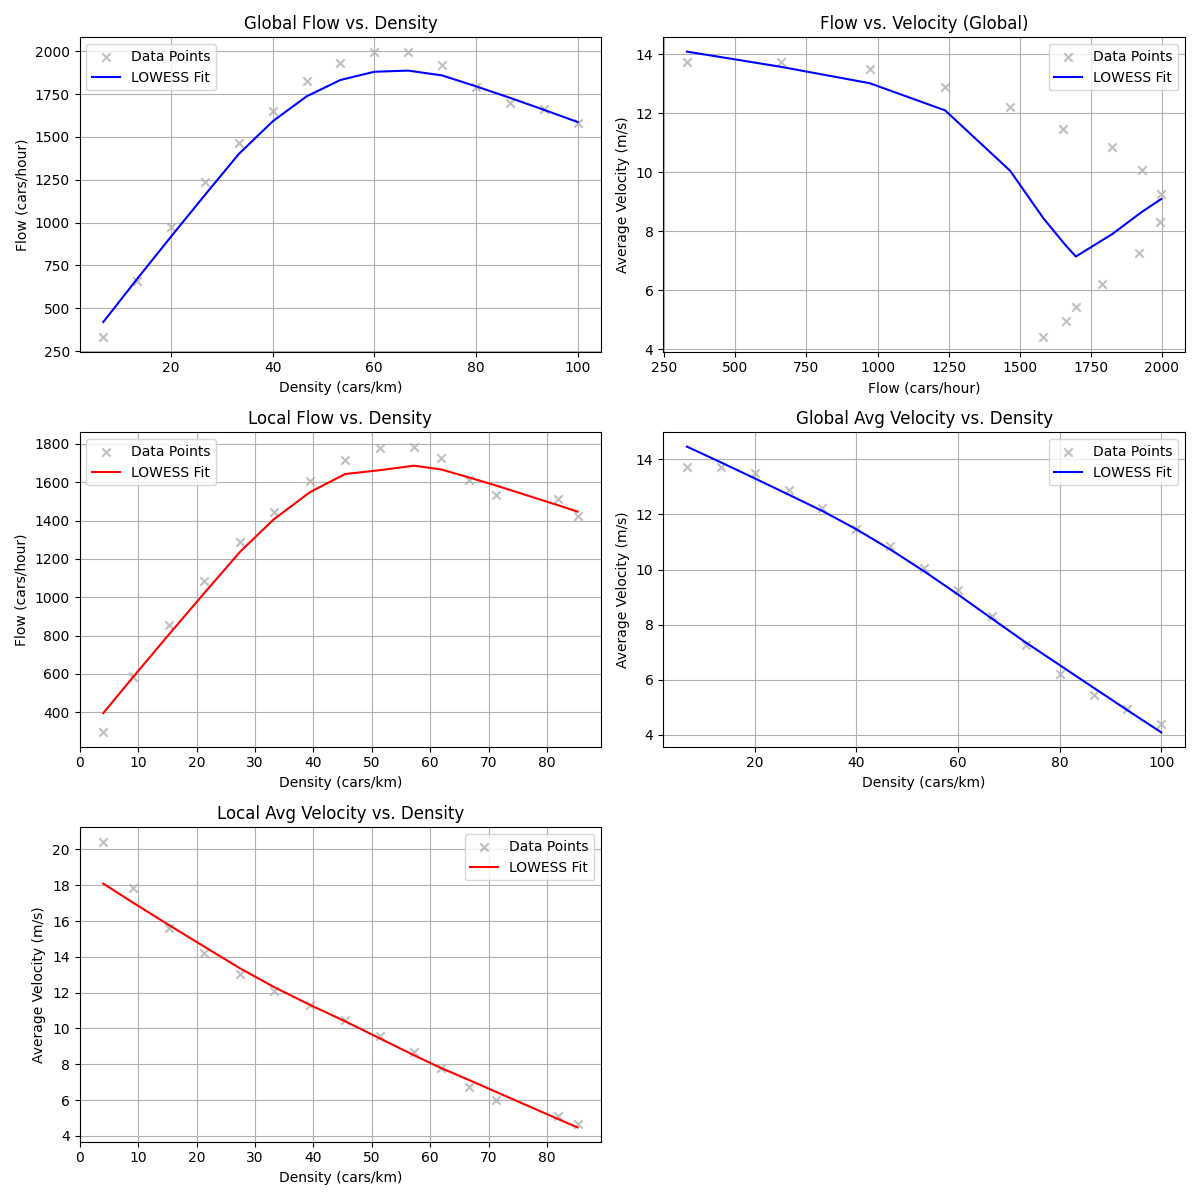 Global Flow vs. Density
Data Points
LOWESS Fit
2000
1750
1500
1250
1000
750
500
250
20
40
60
80
100
Flow (cars/hour)
Density (cars/km)
Flow vs. Velocity (Global)
Data Points
LOWESS Fit
14
12
10
8
6
4
250
500
750
1000
1250
1500
1750
2000
Average Velocity (m/s)
Flow (cars/hour)
Local Flow vs. Density
Data Points
LOWESS Fit
1800
1600
1400
1200
1000
800
600
400
0
10
20
30
40
50
60
70
80
Flow (cars/hour)
Density (cars/km)
Global Avg Velocity vs. Density
Data Points
LOWESS Fit
14
12
10
8
6
4
20
40
60
80
100
Average Velocity (m/s)
Density (cars/km)
Local Avg Velocity vs. Density
Data Points
LOWESS Fit
20
18
16
14
12
10
8
6
4
0
10
20
30
40
50
60
70
80
Average Velocity (m/s)
Density (cars/km)